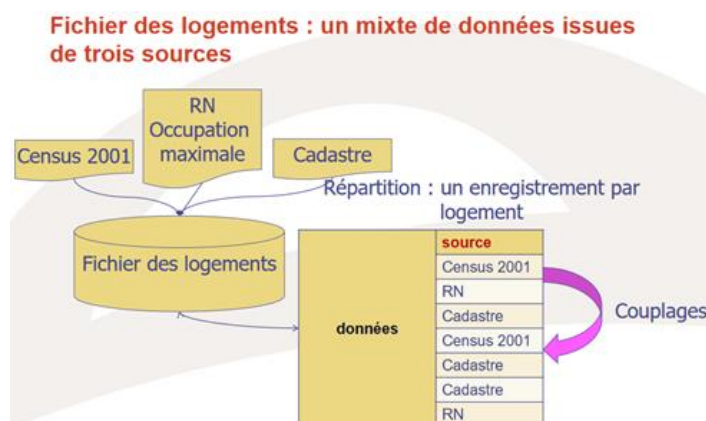 Fichier des logements : un mixte de données issues
de trois sources
RN
Occupation
maximale
Census 2001
Cadastre
Répartition : un enregistrement par
logement
Fichier des logements
source
Census 2001
RN
Cadastre
Census 2001
Cadastre
Cadastre
RN
données
Couplages